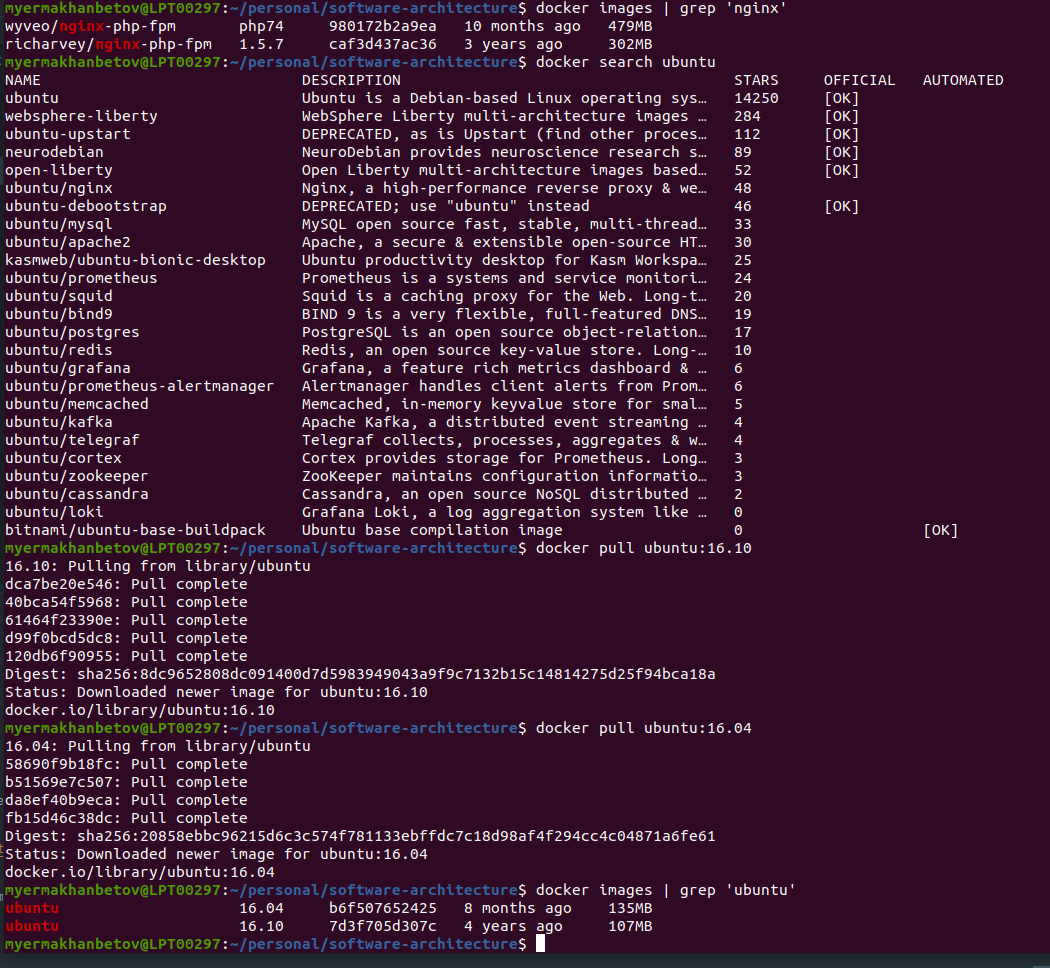 myermakhanbetov@LPT00297:~/personal/software-architecture$ docker images | grep 'nginx'
wyveo/nginx-php-fpm php74 980172b2a9ea 10 months ago 479MB
richarvey/nginx-php-fpm 1.5.7 caf3d437ac36 3 years ago 302MB
myermakhanbetov@LPT00297:~/personal/software-architecture$ docker search ubuntu
NAME DESCRIPTION STARS OFFICIAL AUTOMATED
ubuntu Ubuntu is a Debian-based Linux operating sys… 14250 [OK]
websphere-liberty WebSphere Liberty multi-architecture images … 284 [OK]
ubuntu-upstart DEPRECATED, as is Upstart (find other proces… 112 [OK]
neurodebian NeuroDebian provides neuroscience research s… 89 [OK]
open-liberty Open Liberty multi-architecture images based… 52 [OK]
ubuntu/nginx Nginx, a high-performance reverse proxy & we… 48
ubuntu-debootstrap DEPRECATED; use "ubuntu" instead 46 [OK]
ubuntu/mysql MySQL open source fast, stable, multi-thread… 33
ubuntu/apache2 Apache, a secure & extensible open-source HT… 30
kasmweb/ubuntu-bionic-desktop Ubuntu productivity desktop for Kasm Workspa… 25
ubuntu/prometheus Prometheus is a systems and service monitori… 24
ubuntu/squid Squid is a caching proxy for the Web. Long-t… 20
ubuntu/bind9 BIND 9 is a very flexible, full-featured DNS… 19
ubuntu/postgres PostgreSQL is an open source object-relation… 17
ubuntu/redis Redis, an open source key-value store. Long-… 10
ubuntu/grafana Grafana, a feature rich metrics dashboard & … 6
ubuntu/prometheus-alertmanager Alertmanager handles client alerts from Prom… 6
ubuntu/memcached Memcached, in-memory keyvalue store for smal… 5
ubuntu/kafka Apache Kafka, a distributed event streaming … 4
ubuntu/telegraf Telegraf collects, processes, aggregates & w… 4
ubuntu/cortex Cortex provides storage for Prometheus. Long… 3
ubuntu/zookeeper ZooKeeper maintains configuration informatio… 3
ubuntu/cassandra Cassandra, an open source NoSQL distributed … 2
ubuntu/loki Grafana Loki, a log aggregation system like … 0
bitnami/ubuntu-base-buildpack Ubuntu base compilation image 0 [OK]
myermakhanbetov@LPT00297:~/personal/software-architecture$ docker pull ubuntu:16.10
16.10: Pulling from library/ubuntu
dca7be20e546: Pull complete
40bca54f5968: Pull complete
61464f23390e: Pull complete
d99f0bcd5dc8: Pull complete
120db6f90955: Pull complete
Digest: sha256:8dc9652808dc091400d7d5983949043a9f9c7132b15c14814275d25f94bca18a
Status: Downloaded newer image for ubuntu:16.10
docker.io/library/ubuntu:16.10
myermakhanbetov@LPT00297:~/personal/software-architecture$ docker pull ubuntu:16.04
16.04: Pulling from library/ubuntu
58690f9b18fc: Pull complete
b51569e7c507: Pull complete
da8ef40b9eca: Pull complete
fb15d46c38dc: Pull complete
Digest: sha256:20858ebbc96215d6c3c574f781133ebffdc7c18d98af4f294cc4c04871a6fe61
Status: Downloaded newer image for ubuntu:16.04
docker.io/library/ubuntu:16.04
myermakhanbetov@LPT00297:~/personal/software-architecture$ docker images | grep 'ubuntu'
ubuntu 16.04 b6f507652425 8 months ago 135MB
ubuntu 16.10 7d3f705d307c 4 years ago 107MB
myermakhanbetov@LPT00297:~/personal/software-architecture$